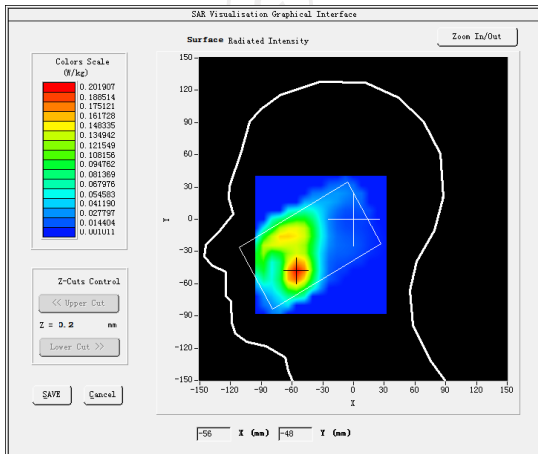 SAR Visualisation Graphical Interface
Surface Radiated Intensity
Zoom In/Out
Colors Scale
(W/kg)
0.201907
0.188514
0.175121
0.161728
0.148335
0.134942
0.121549
0.108156
0.094762
0.081369
0.067976
0.054583
0.041190
0.027797
0.014404
0.001011
Z-Cuts Control
<< Upper Cut
Z = 0.2 mm
Lower Cut >>
SAVE Cancel
150
120
90
60
30
0
-30
-60
-90
-120
-150
Y
-150 -120 -90 -60 -30 0 30 60 90 120 150
X
-56 X (mm) -48 Y (mm)